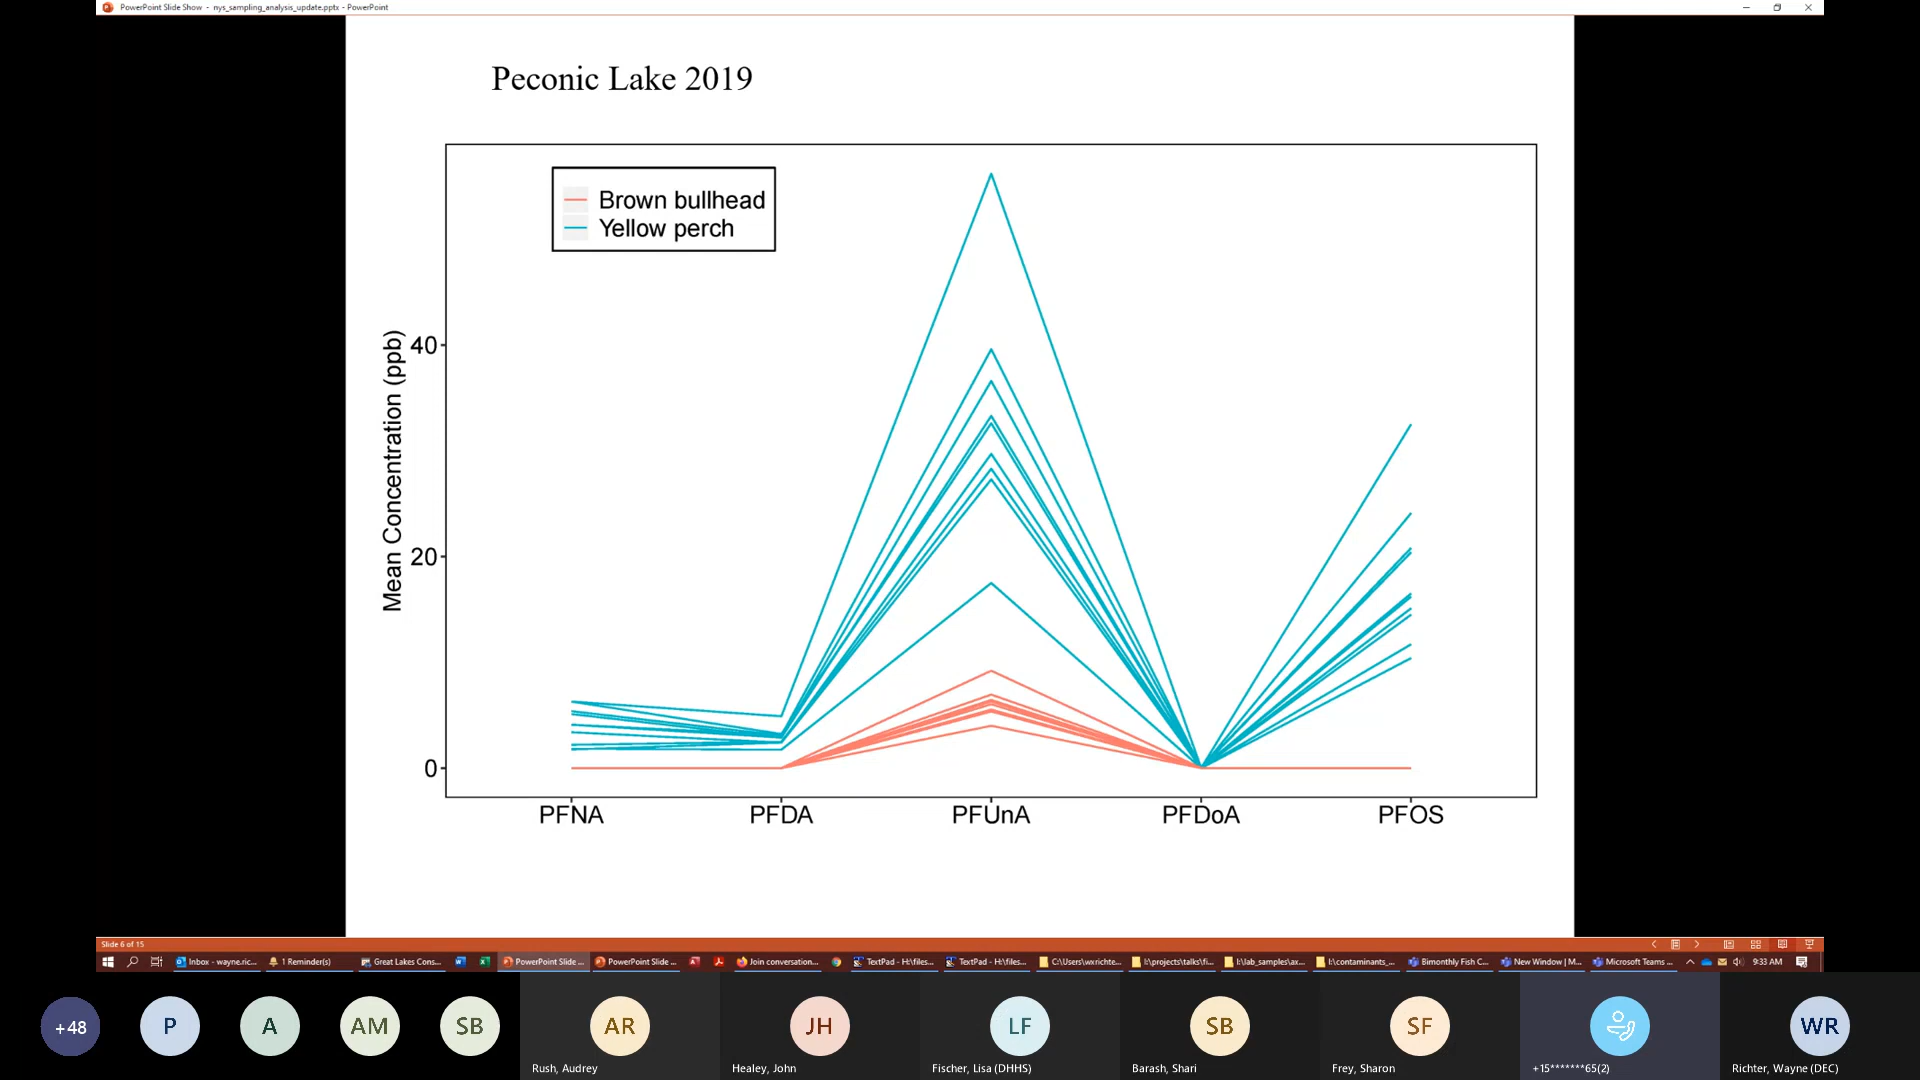 PowerPoint Slide Show - nys_sampling_analysis_update.pptx - PowerPoint
Peconic Lake 2019
Brown bullhead
Yellow perch
Mean Concentration (ppb)
40
20
0
PFNA PFDA PFUnA PFDoA PFOS
Slide 6 of 15
Inbox - wayne.ric... 1 Reminder(s) Great Lakes Cons... PowerPoint Slide ... PowerPoint Slide ... Join conversation... TextPad - H:\files... TextPad - H:\files... C:\Users\wxrichte... I:\projects\talks\fi... I:\lab_samples\ax... I:\contaminants_... Bimonthly Fish C... New Window | M... Microsoft Teams ... 9:33 AM
+48 P A AM SB AR JH LF SB SF WR
Rush, Audrey Healey, John Fischer, Lisa (DHHS) Barash, Shari Frey, Sharon +15*******65(2) Richter, Wayne (DEC)